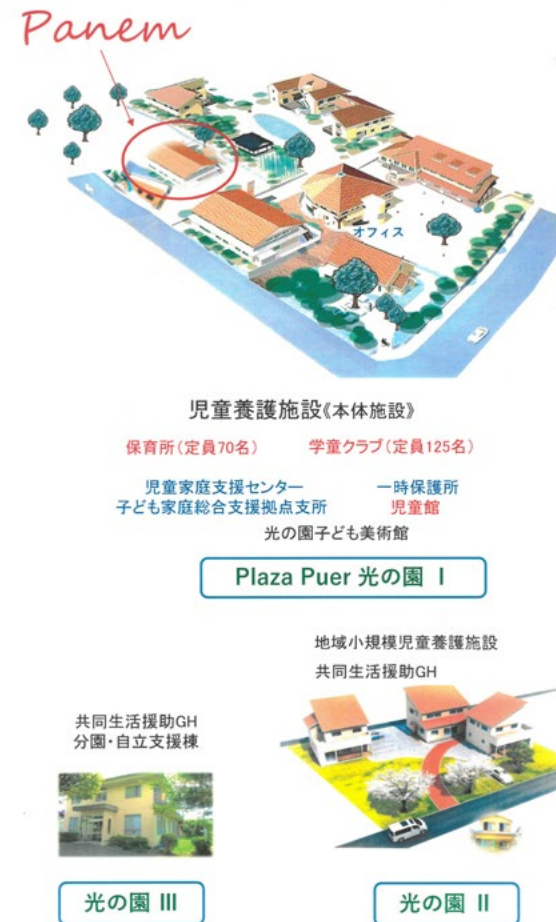 Panem
オフィス
児童養護施設《本体施設》
保育所(定員70名) 学童クラブ(定員125名)
児童家庭支援センター 一時保護所
子ども家庭総合支援拠点支所 児童館
光の園子ども美術館
Plaza Puer 光の園 Ⅰ
地域小規模児童養護施設
共同生活援助GH
共同生活援助GH
分園・自立支援棟
光の園 Ⅲ
光の園 Ⅱ